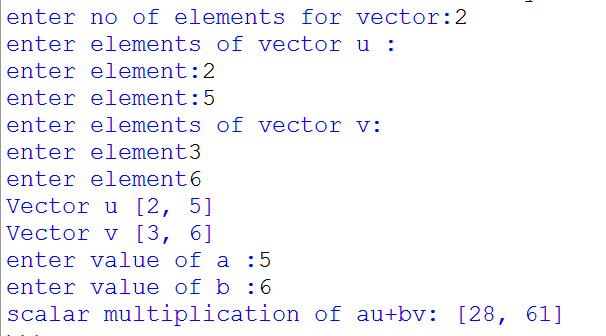 enter no of elements for vector:2
enter elements of vector u :
enter element:2
enter element:5
enter elements of vector v:
enter element3
enter element6
Vector u [2, 5]
Vector v [3, 6]
enter value of a :5
enter value of b :6
scalar multiplication of au+bv: [28, 61]